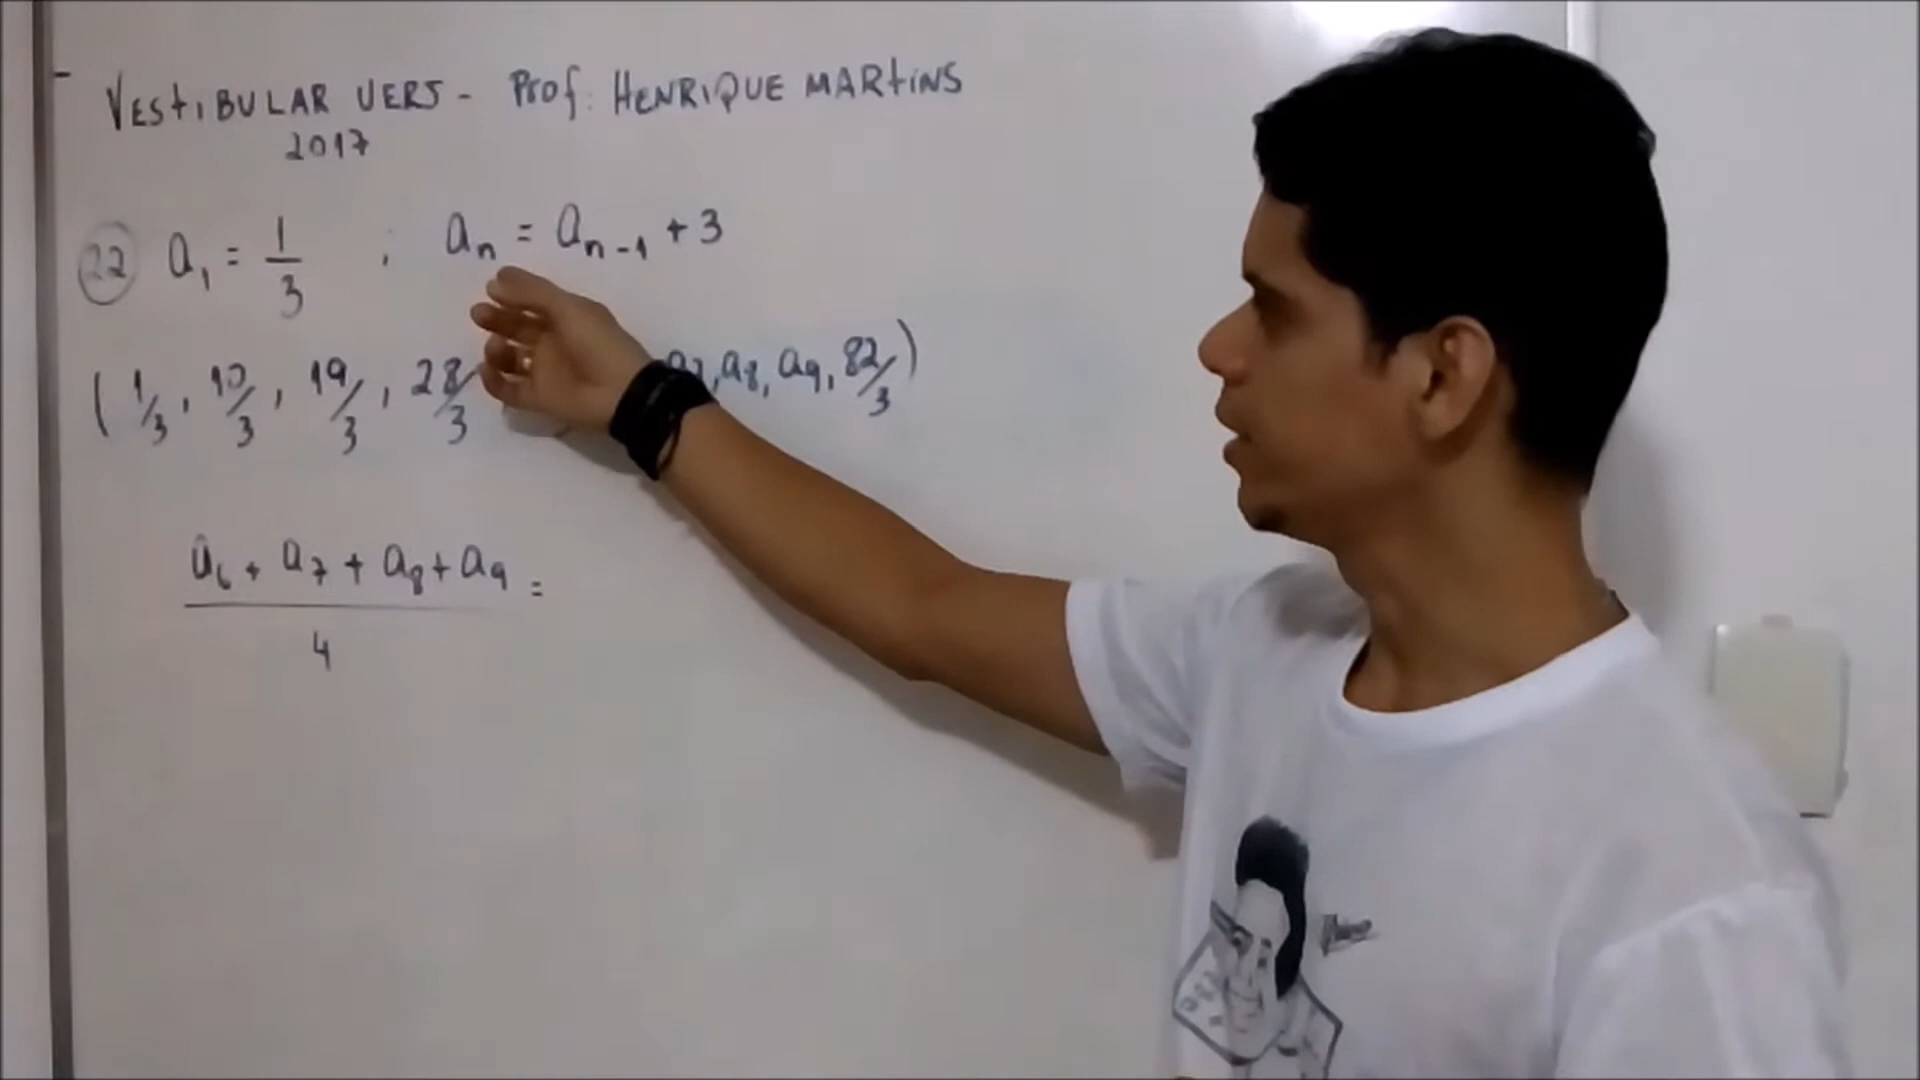 VESTIBULAR UERJ - Prof: HENRIQUE MARTINS
2017
22 a₁ = 1/3 ; aₙ = aₙ₋₁ + 3
( 1/3, 10/3, 19/3, 28/3 , a₈, a₉, 82/3 )
a₆ + a₇ + a₈ + a₉ =
4